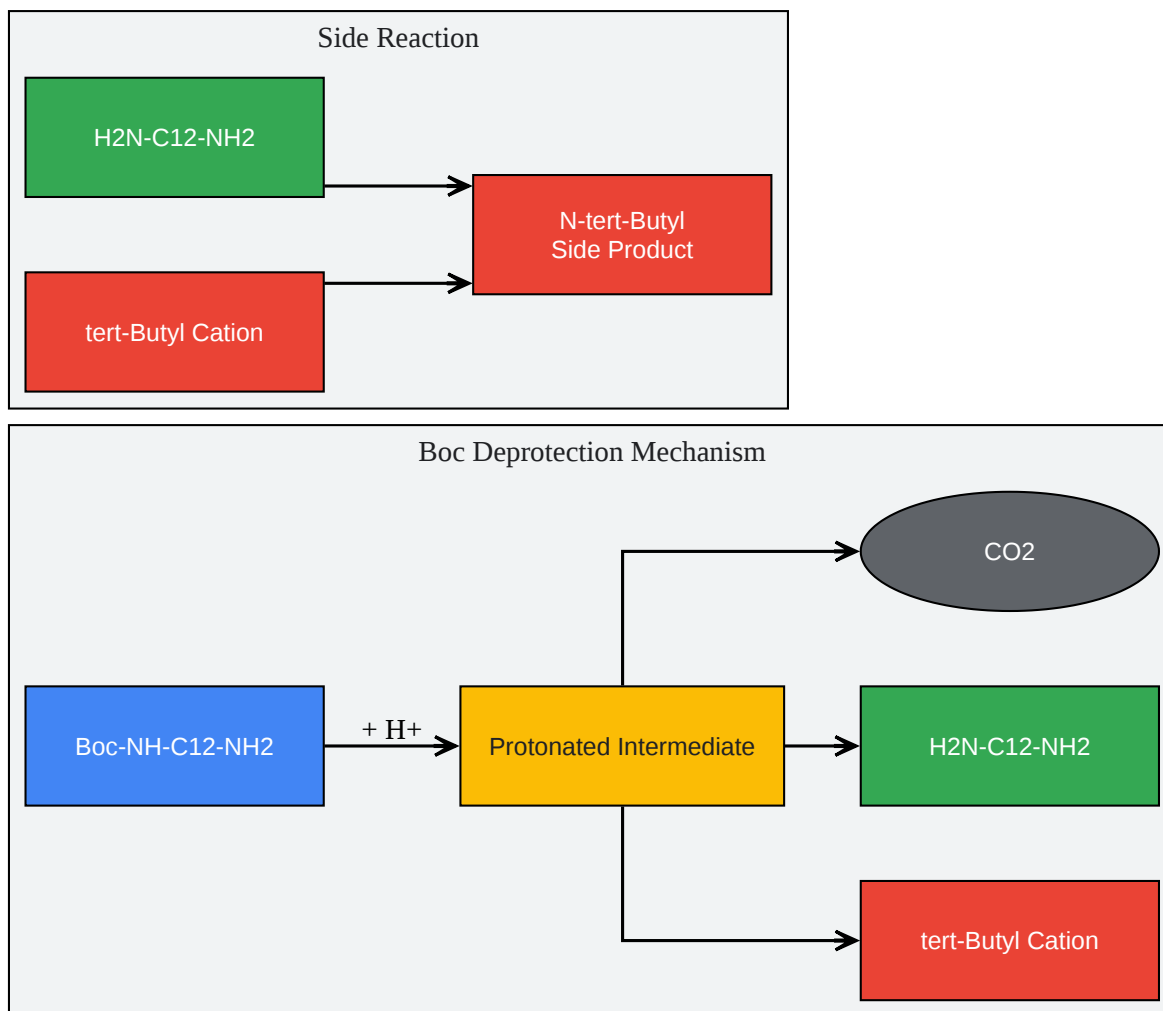 Side Reaction
H2N-C12-NH2
N-tert-Butyl
Side Product
tert-Butyl Cation
Boc Deprotection Mechanism
CO2
Boc-NH-C12-NH2
+ H+
Protonated Intermediate
H2N-C12-NH2
tert-Butyl Cation